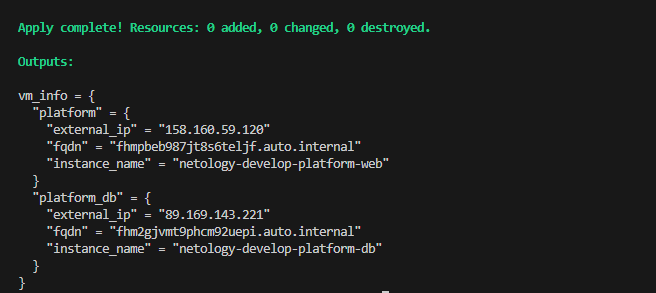 Apply complete! Resources: 0 added, 0 changed, 0 destroyed.
Outputs:
vm_info = {
  "platform" = {
    "external_ip" = "158.160.59.120"
    "fqdn" = "fhmpbeb987jt8s6teljf.auto.internal"
    "instance_name" = "netology-develop-platform-web"
  }
  "platform_db" = {
    "external_ip" = "89.169.143.221"
    "fqdn" = "fhm2gjvmt9phcm92uepi.auto.internal"
    "instance_name" = "netology-develop-platform-db"
  }
}